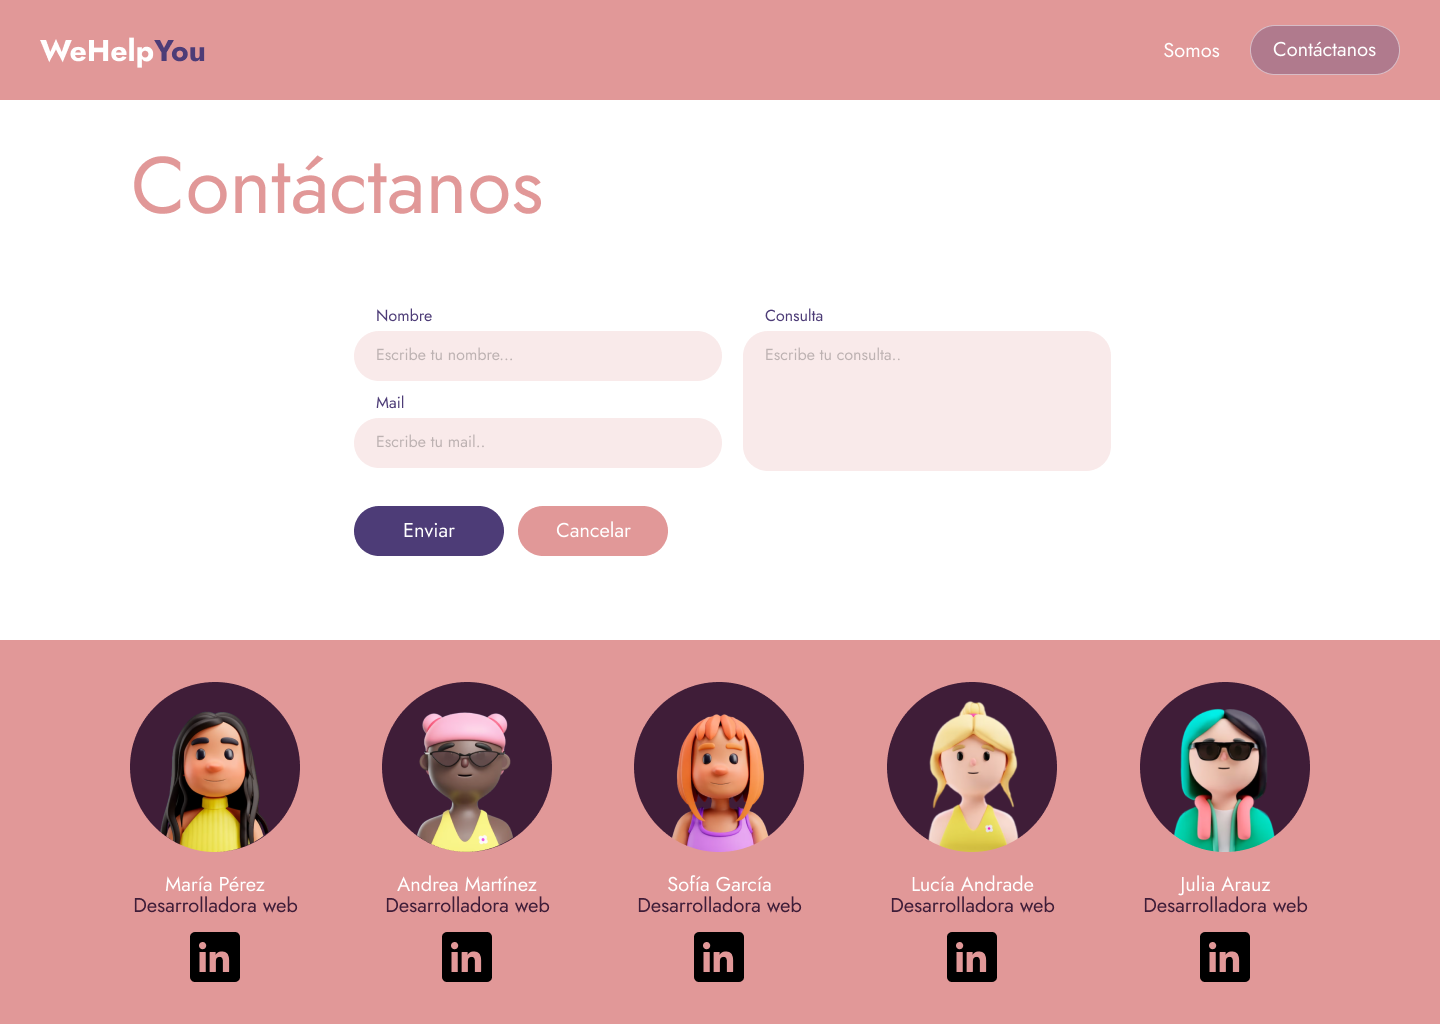 WeHelpYou
Somos
Contáctanos
Contáctanos
Nombre
Escribe tu nombre...
Mail
Escribe tu mail..
Consulta
Escribe tu consulta..
Enviar
Cancelar
María Pérez
Desarrolladora web
in
Andrea Martínez
Desarrolladora web
in
Sofía García
Desarrolladora web
in
Lucía Andrade
Desarrolladora web
in
Julia Arauz
Desarrolladora web
in